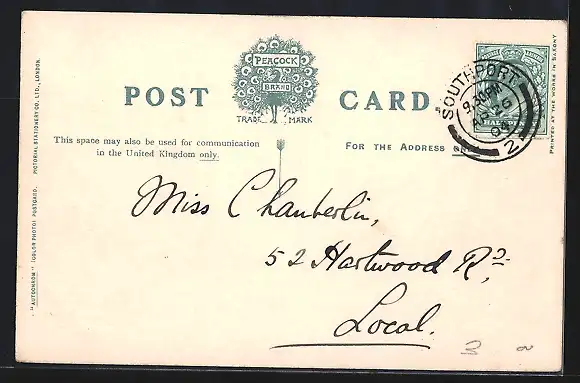 POST CARD
PEACOCK
BRAND
TRADE MARK
This space may also be used for communication
in the United Kingdom only.
FOR THE ADDRESS
SOUTHPORT
2
Miss Chamberlin,
52 Hartwood Rd,
Local.
3
"AUTOCHROM" (COLOR PHOTO) POSTCARD. PICTORIAL STATIONERY CO. LTD., LONDON.
PRINTED AT THE WORKS IN SAXONY